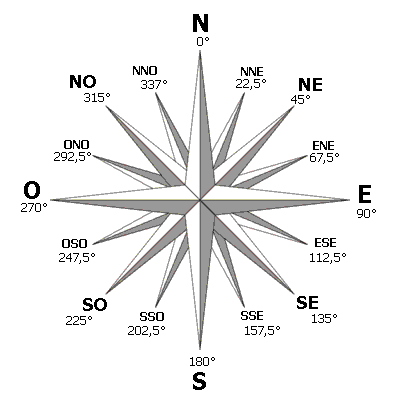 N
0°
NNO
337°
NNE
22,5°
NO
315°
NE
45°
ONO
292,5°
ENE
67,5°
O
270°
E
90°
OSO
247,5°
ESE
112,5°
SO
225°
SE
135°
SSO
202,5°
SSE
157,5°
180°
S